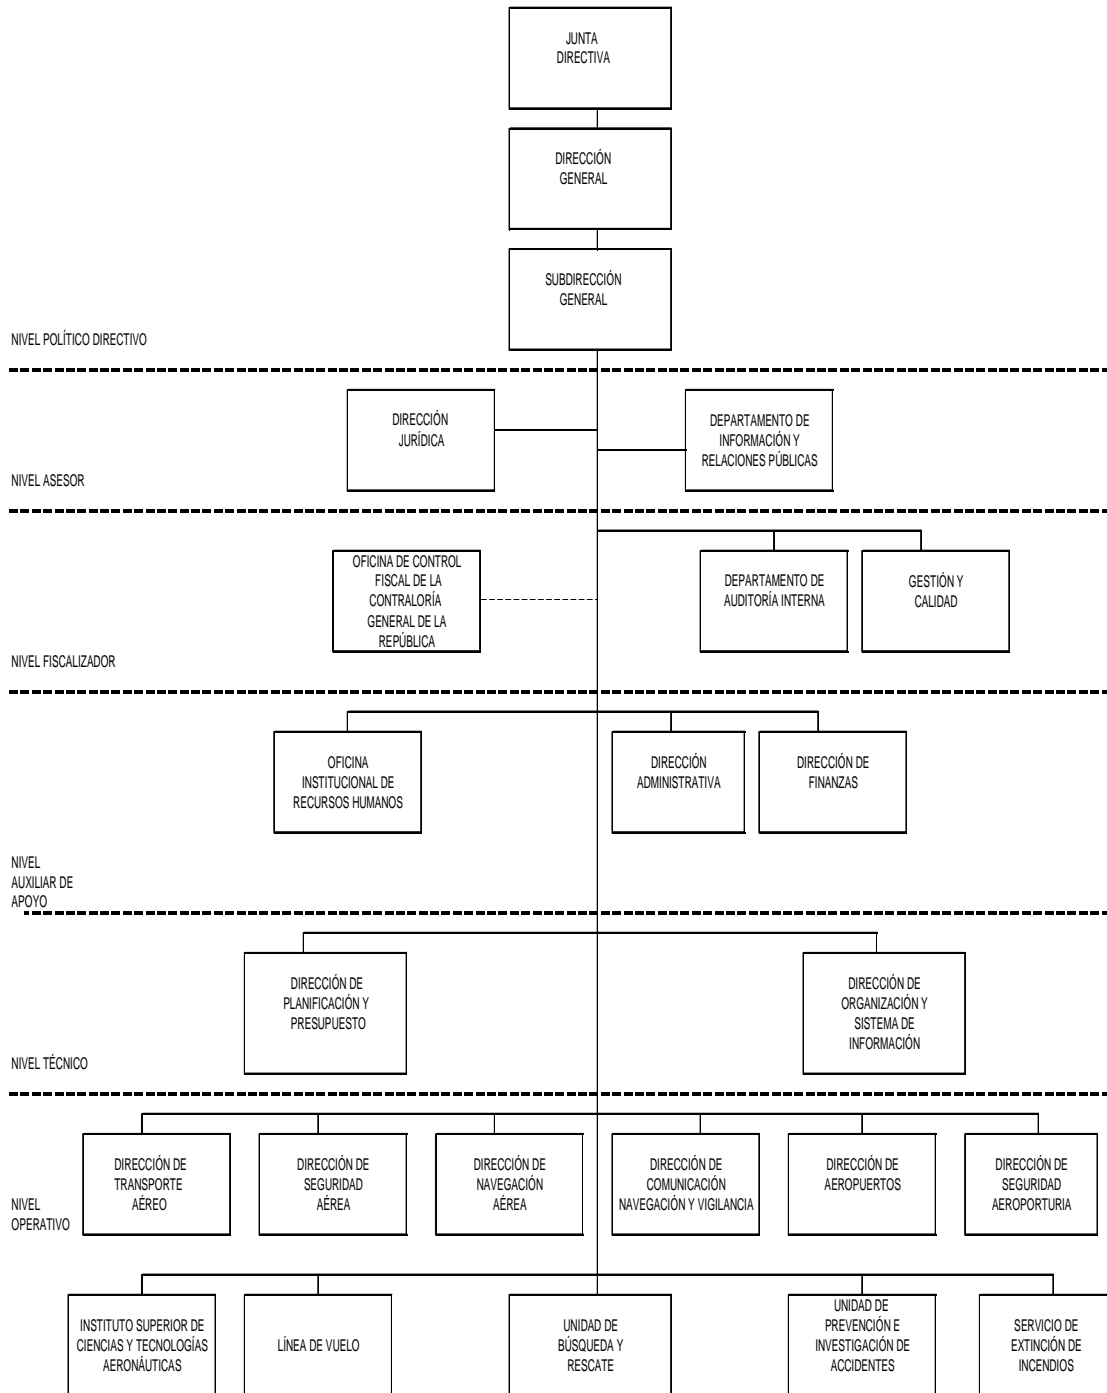 JUNTA
DIRECTIVA
DIRECCIÓN
GENERAL
SUBDIRECCIÓN
GENERAL
NIVEL POLÍTICO DIRECTIVO
DIRECCIÓN
JURÍDICA
DEPARTAMENTO DE
INFORMACIÓN Y
RELACIONES PÚBLICAS
NIVEL ASESOR
OFICINA DE CONTROL
FISCAL DE LA
CONTRALORÍA
GENERAL DE LA
REPÚBLICA
DEPARTAMENTO DE
AUDITORÍA INTERNA
GESTIÓN Y
CALIDAD
NIVEL FISCALIZADOR
OFICINA
INSTITUCIONAL DE
RECURSOS HUMANOS
DIRECCIÓN
ADMINISTRATIVA
DIRECCIÓN DE
FINANZAS
NIVEL
AUXILIAR DE
APOYO
DIRECCIÓN DE
PLANIFICACIÓN Y
PRESUPUESTO
DIRECCIÓN DE
ORGANIZACIÓN Y
SISTEMA DE
INFORMACIÓN
NIVEL TÉCNICO
DIRECCIÓN DE
TRANSPORTE
AÉREO
DIRECCIÓN DE
SEGURIDAD
AÉREA
DIRECCIÓN DE
NAVEGACIÓN
AÉREA
DIRECCIÓN DE
COMUNICACIÓN
NAVEGACIÓN Y VIGILANCIA
DIRECCIÓN DE
AEROPUERTOS
DIRECCIÓN DE
SEGURIDAD
AEROPORTURIA
NIVEL
OPERATIVO
INSTITUTO SUPERIOR DE
CIENCIAS Y TECNOLOGÍAS
AERONÁUTICAS
LÍNEA DE VUELO
UNIDAD DE
BÚSQUEDA Y
RESCATE
UNIDAD DE
PREVENCIÓN E
INVESTIGACIÓN DE
ACCIDENTES
SERVICIO DE
EXTINCIÓN DE
INCENDIOS